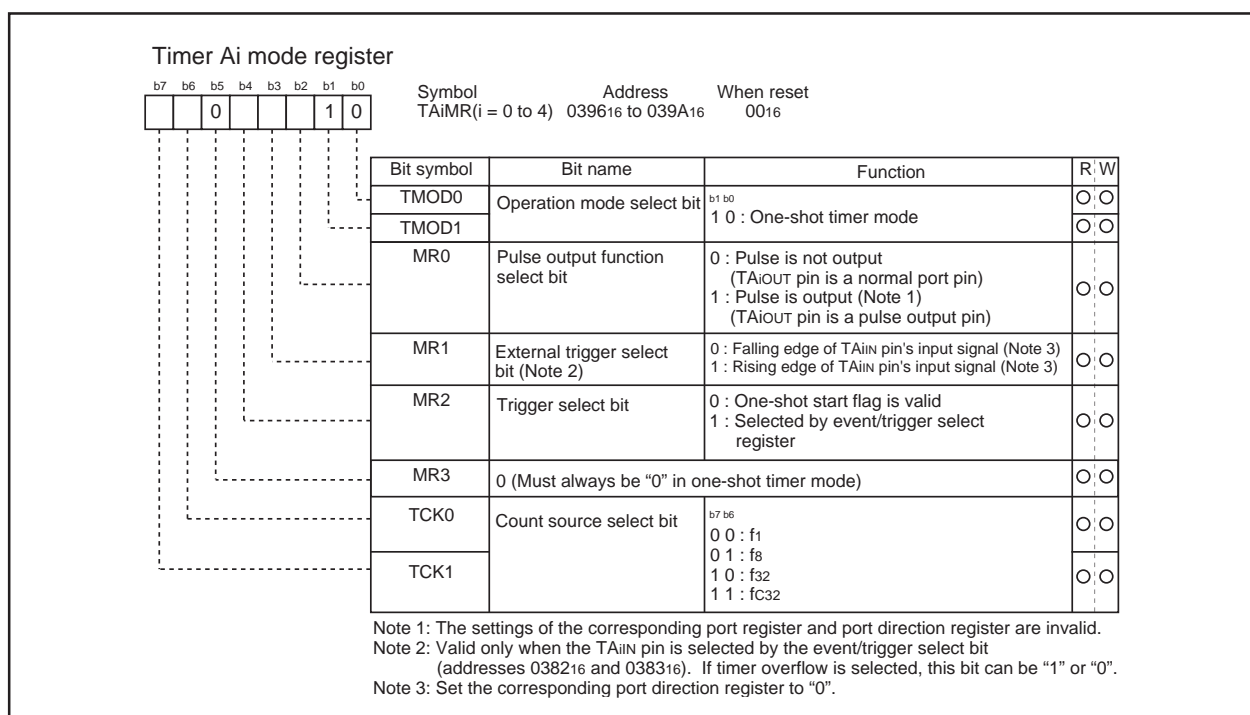 Timer Ai mode register
b7 b6 b5 b4 b3 b2 b1 b0
0 1 0
Symbol Address When reset
TAiMR(i = 0 to 4) 039616 to 039A16 0016
Bit symbol Bit name Function R W
TMOD0 Operation mode select bit b1 b0
1 0 : One-shot timer mode
TMOD1
MR0 Pulse output function select bit 0 : Pulse is not output
(TAiOUT pin is a normal port pin)
1 : Pulse is output (Note 1)
(TAiOUT pin is a pulse output pin)
MR1 External trigger select bit (Note 2) 0 : Falling edge of TAiIN pin's input signal (Note 3)
1 : Rising edge of TAiIN pin's input signal (Note 3)
MR2 Trigger select bit 0 : One-shot start flag is valid
1 : Selected by event/trigger select
register
MR3 0 (Must always be “0” in one-shot timer mode)
TCK0 Count source select bit b7 b6
0 0 : f1
0 1 : f8
TCK1 1 0 : f32
1 1 : fC32
Note 1: The settings of the corresponding port register and port direction register are invalid.
Note 2: Valid only when the TAiIN pin is selected by the event/trigger select bit
(addresses 038216 and 038316). If timer overflow is selected, this bit can be “1” or “0”.
Note 3: Set the corresponding port direction register to “0”.